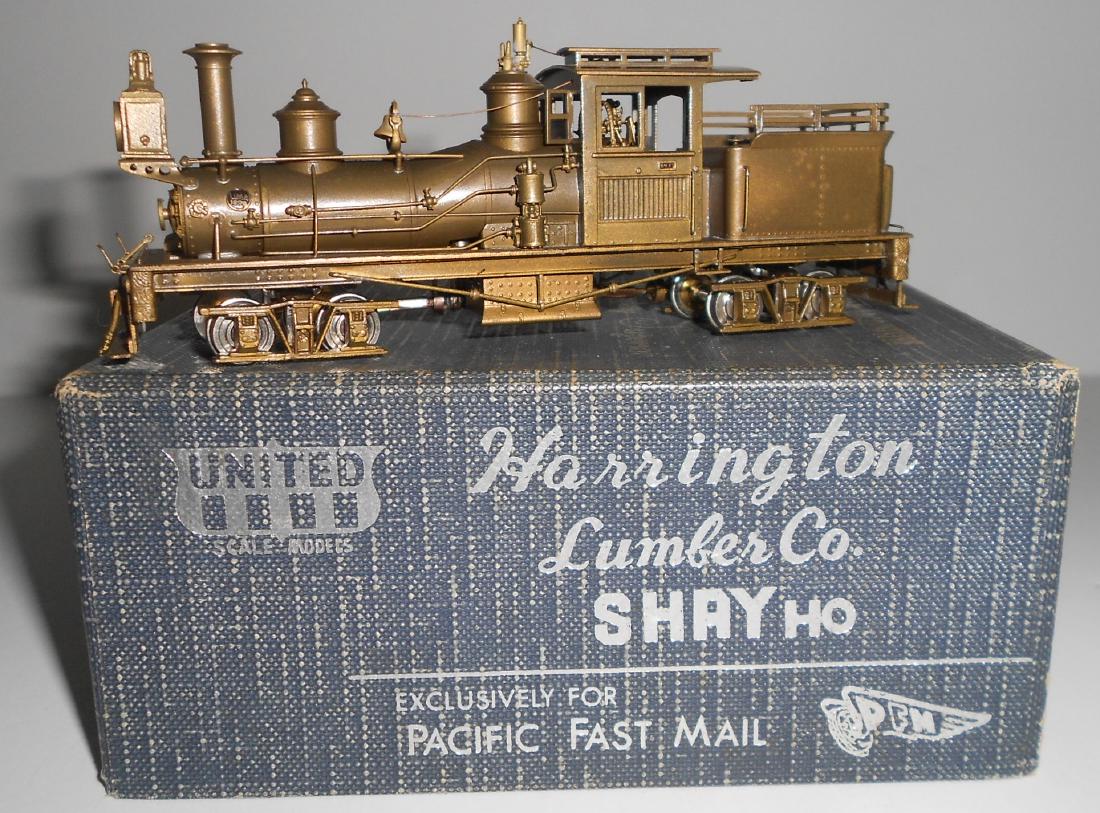 UNITED
SCALE-MODELS
Harrington
Lumber Co.
SHAY HO
EXCLUSIVELY FOR
PACIFIC FAST MAIL
PFM